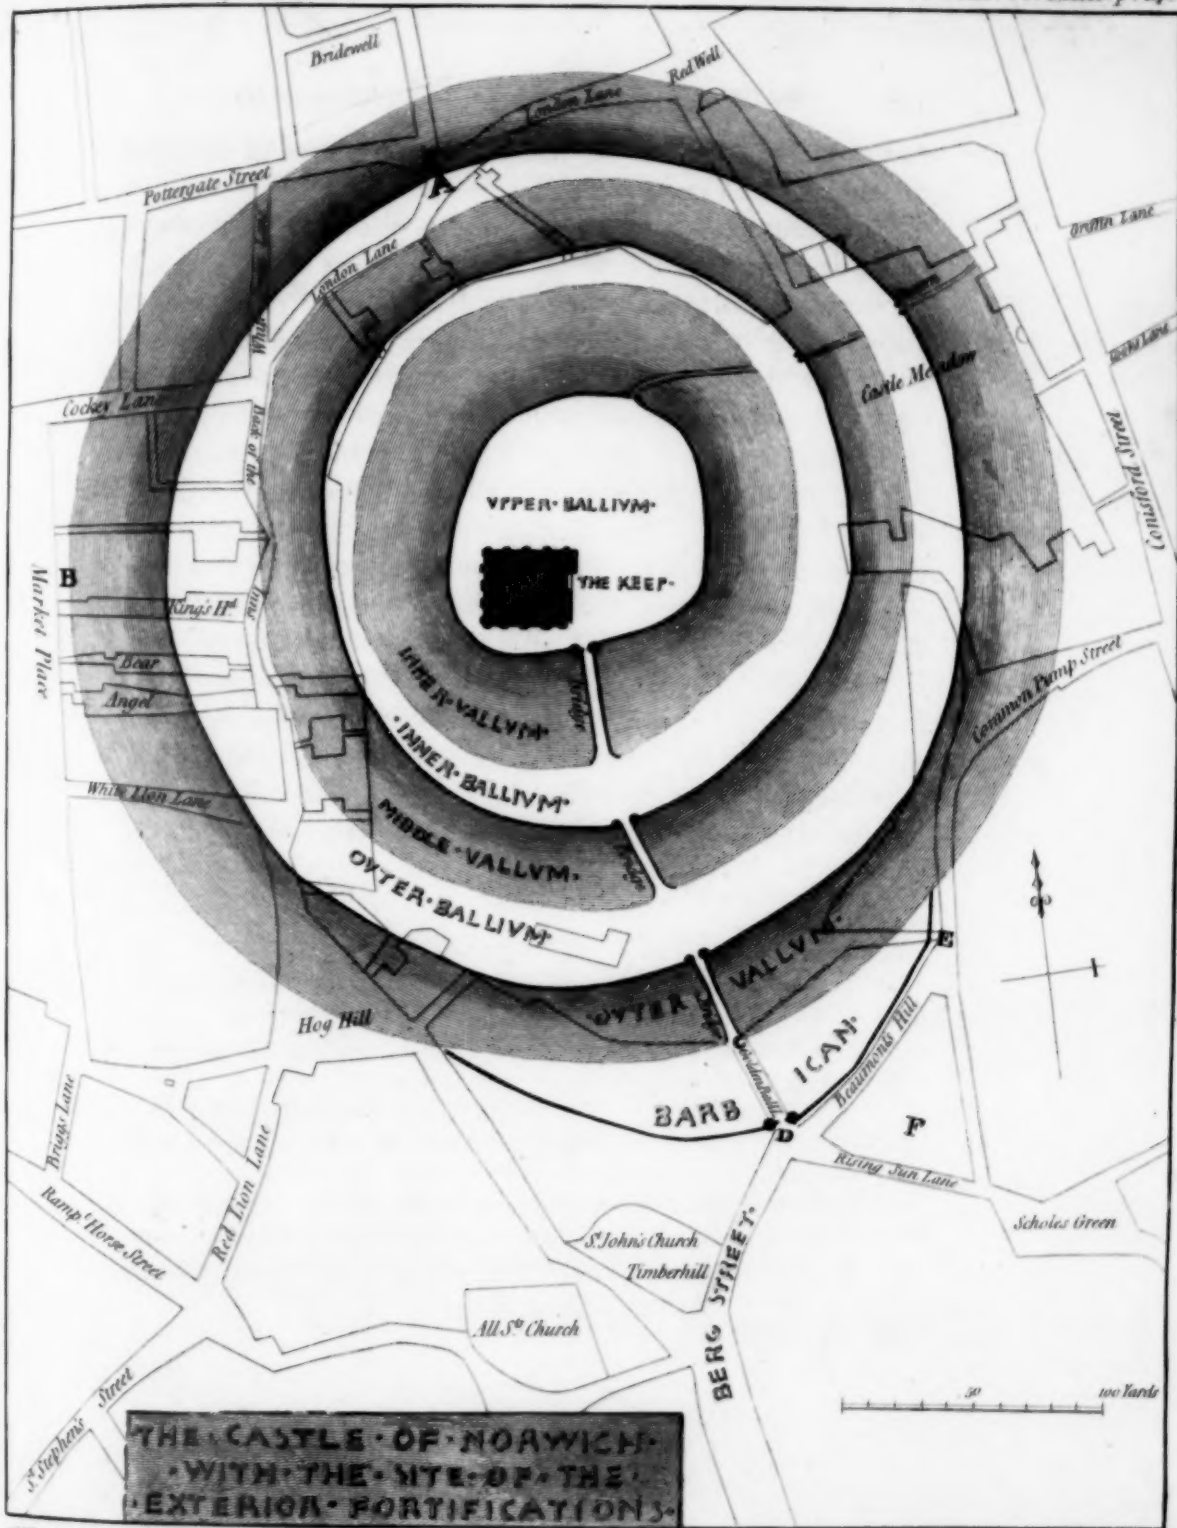 Bridewell
London Lane
Red Well
A
Pottergate Street
London Lane
Griffin Lane
Castle Meadow
Cockey Lane
Back of the
Inns
Conisford Street
UPPER·BALLIVM·
THE KEEP·
B
Market Place
King's Hd.
Bear
Angel
White Lion Lane
INNER·VALLVM·
Bridge
·INNER·BALLIVM·
MIDDLE·VALLVM·
Bridge
OVTER·BALLIVM
Common Pump Street
OVTER
Bridge
VALLVM·
E
Hog Hill
BARB
ICAN·
Beaumont's Hill
D
F
Rising Sun Lane
Scholes Green
Briggs Lane
Red Lion Lane
Ramp.t Horse Street
St. John's Church
Timberhill
BERG STREET·
All Sts. Church
St. Stephen's Street
50
100 Yards
THE·CASTLE·OF·NORWICH·
·WITH·THE·SITE·OF·THE·
·EXTERIOR·FORTIFICATIONS·